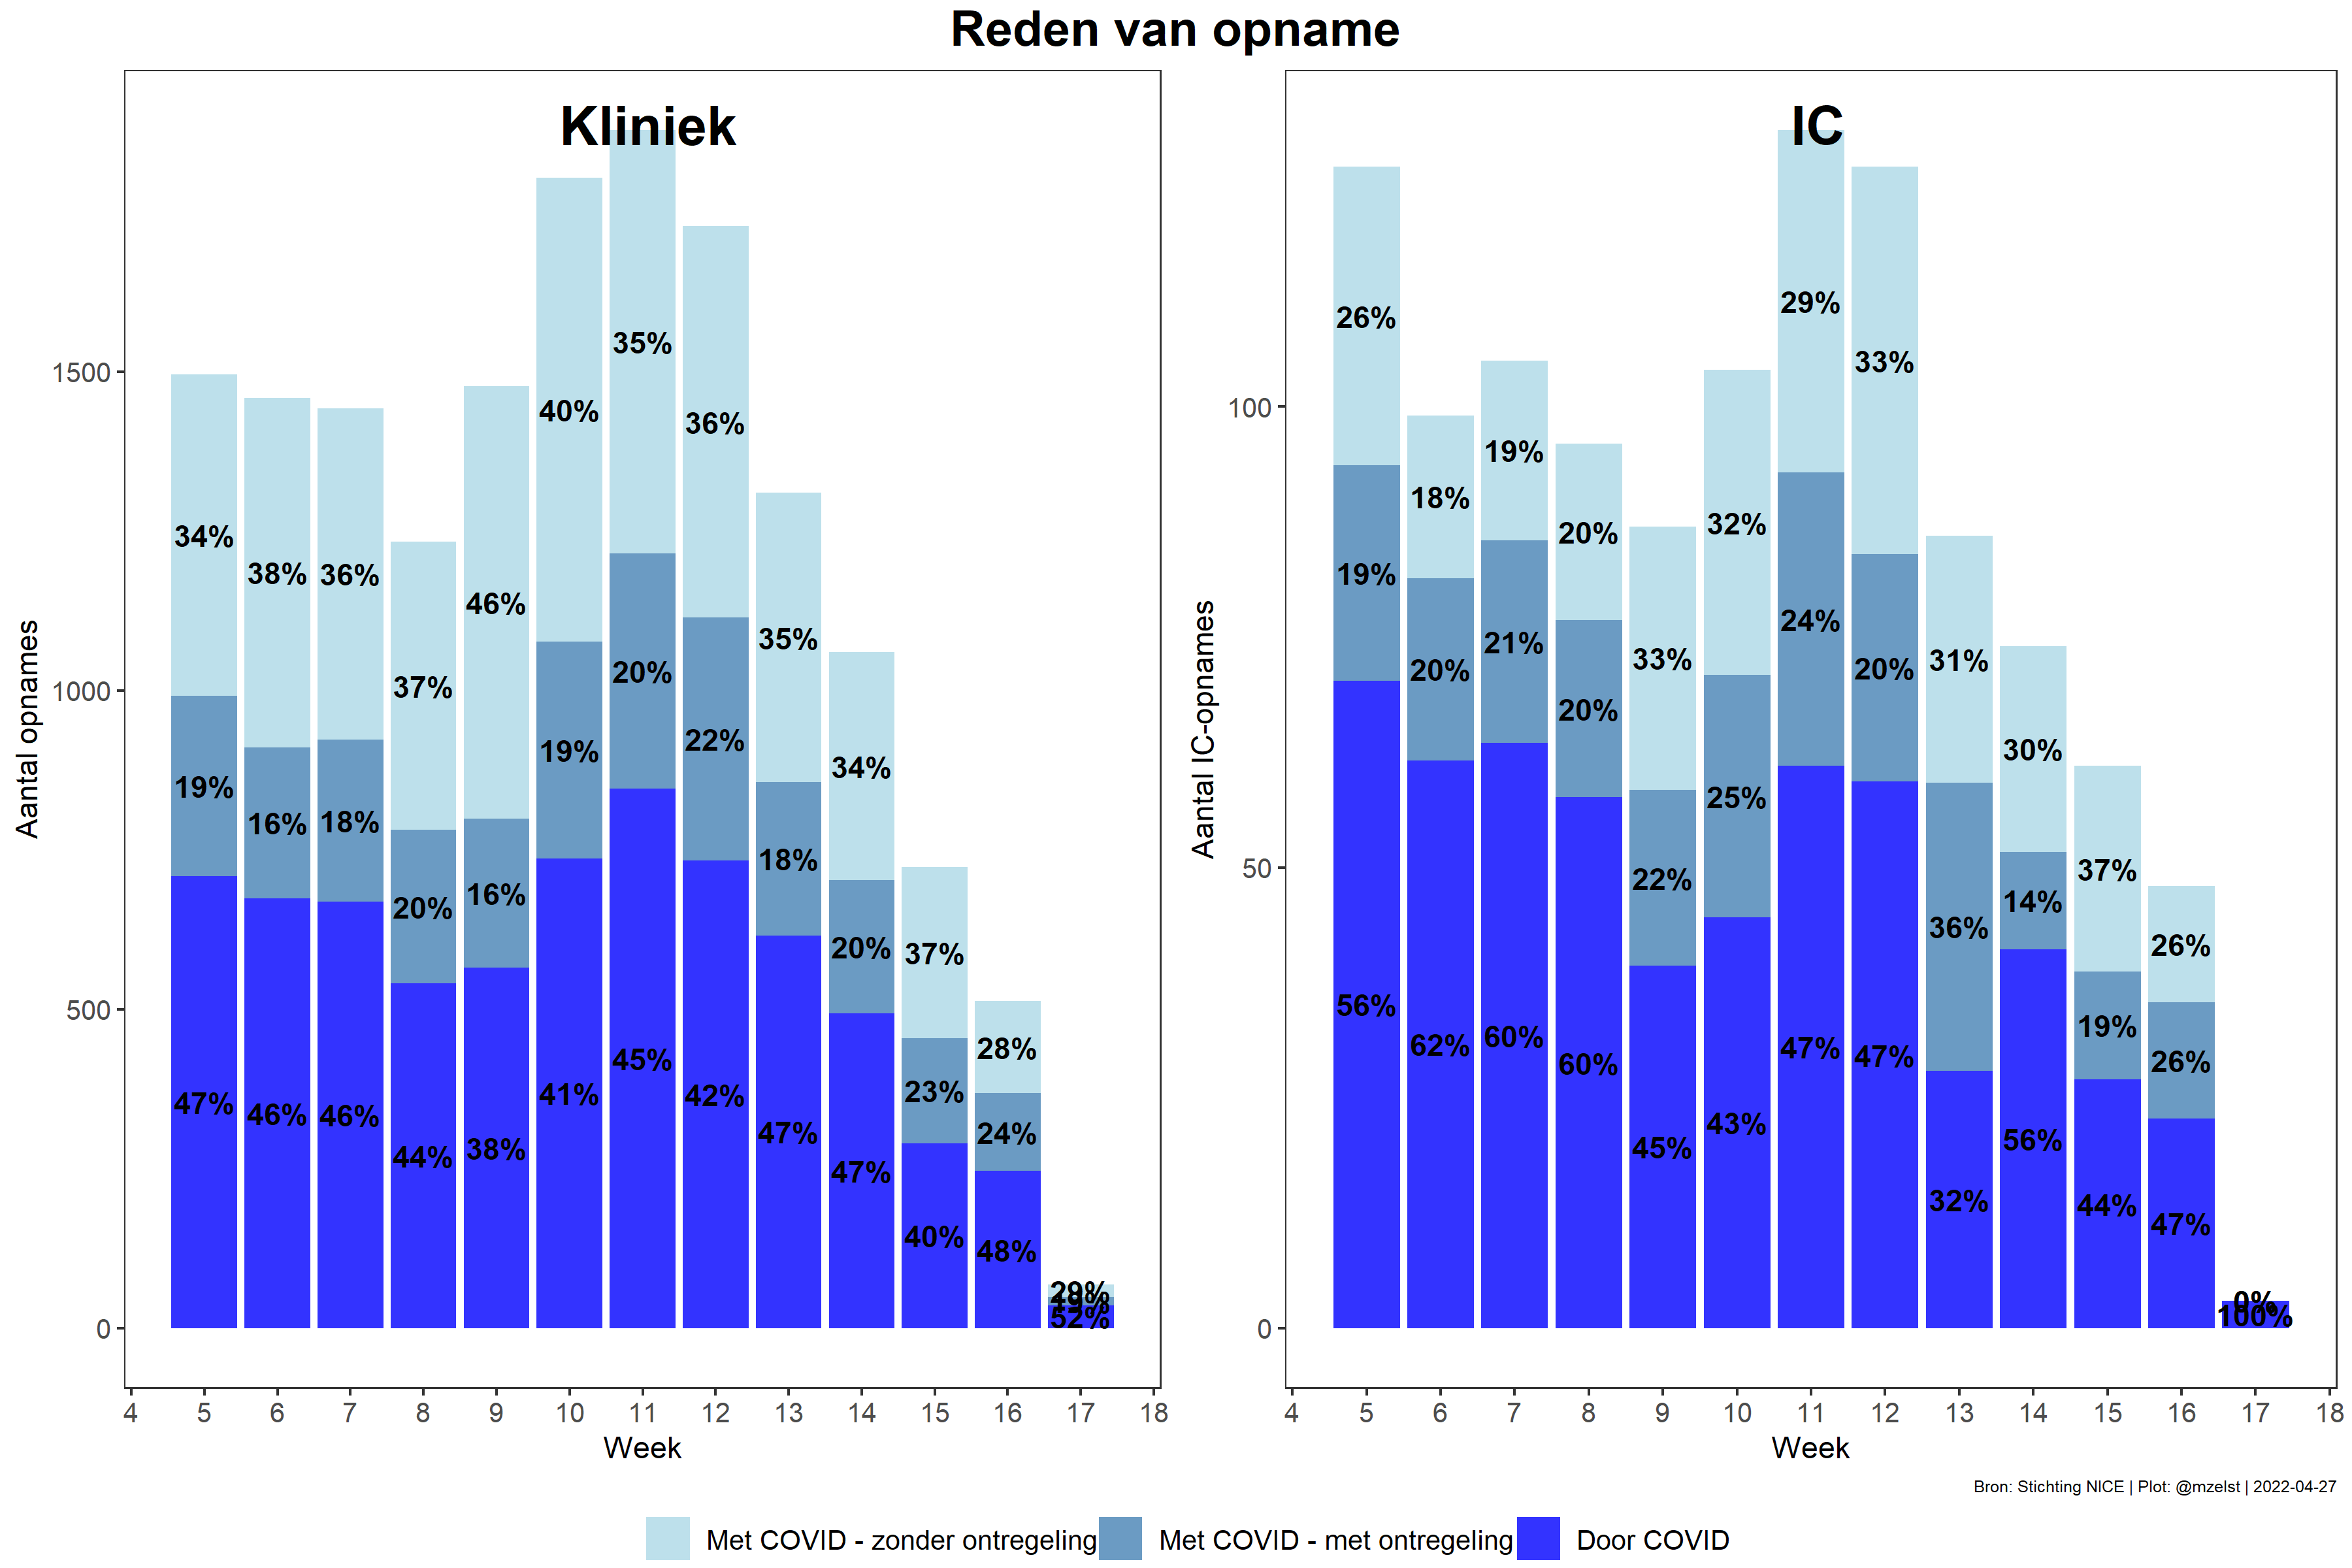 Reden van opname
Kliniek
Aantal opnames
1500
1000
500
0
34% 38% 36% 37% 46% 40% 35% 36% 35% 34% 37% 28% 29%
19% 16% 18% 20% 16% 19% 20% 22% 18% 20% 23% 24% 19%
47% 46% 46% 44% 38% 41% 45% 42% 47% 47% 40% 48% 52%
4 5 6 7 8 9 10 11 12 13 14 15 16 17 18
Week
IC
Aantal IC-opnames
100
50
0
26% 18% 19% 20% 33% 32% 29% 33% 31% 30% 37% 26% 0%
19% 20% 21% 20% 22% 25% 24% 20% 36% 14% 19% 26%
56% 62% 60% 60% 45% 43% 47% 47% 32% 56% 44% 47% 100%
4 5 6 7 8 9 10 11 12 13 14 15 16 17 18
Week
Bron: Stichting NICE | Plot: @mzelst | 2022-04-27
Met COVID - zonder ontregeling Met COVID - met ontregeling Door COVID